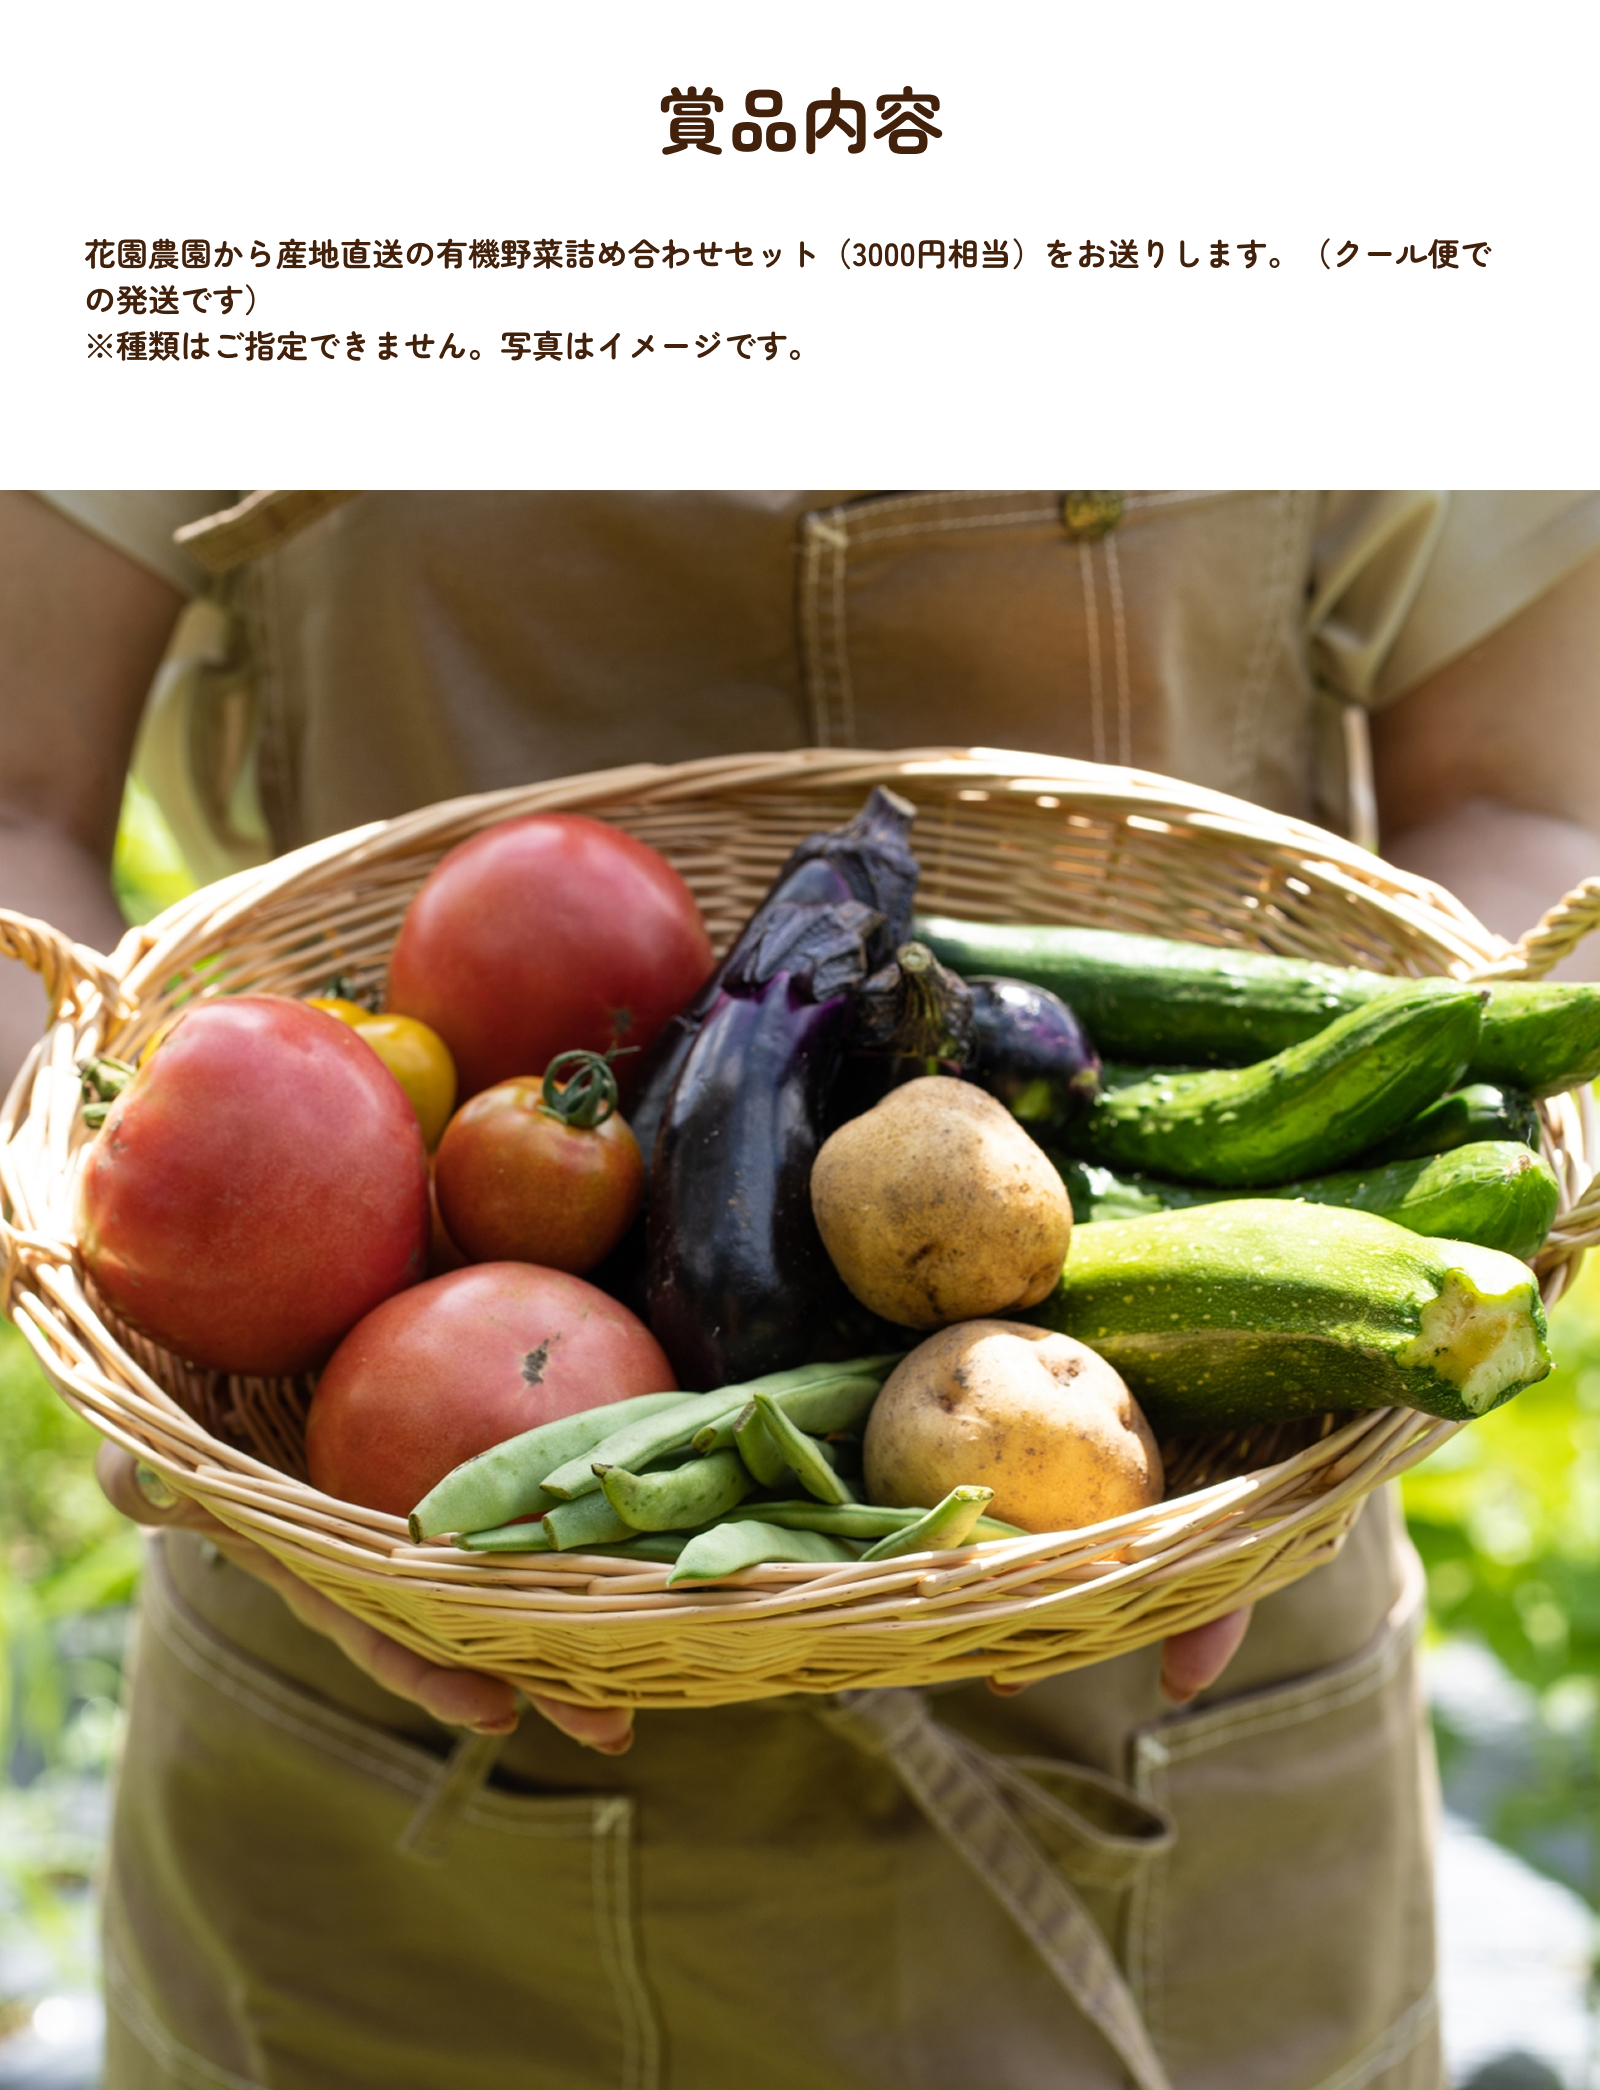 賞品内容
花園農園から産地直送の有機野菜詰め合わせセット（3000円相当）をお送りします。（クール便で
の発送です）
※種類はご指定できません。写真はイメージです。